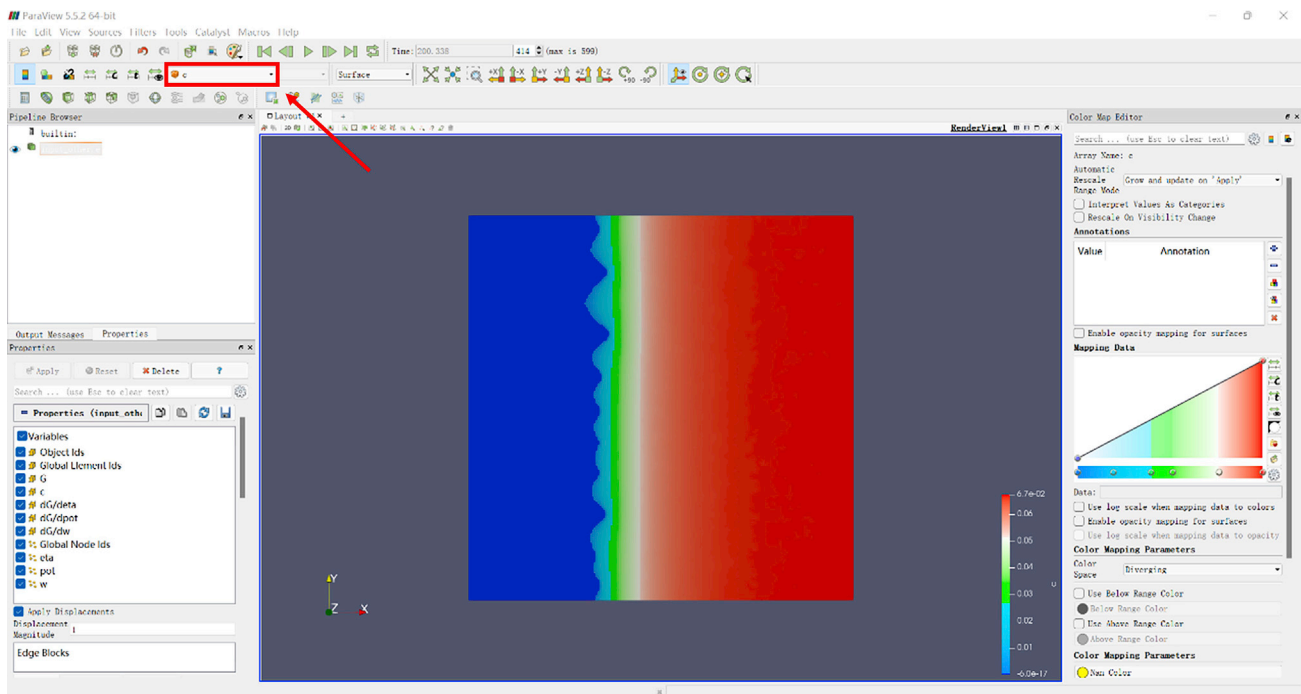 ParaView 5.5.2 64-bit
File Edit View Sources Filters Tools Catalyst Macros Help
Time: 200.338 414 (max is 599)
c Surface
+X -X +Y -Y +Z -Z +90 -90
Pipeline Browser
builtin:
Layout
3D
RenderView1
Output Messages Properties
Properties
Apply Reset Delete ?
Search ... (use Esc to clear text)
Properties (input_oth
Variables
Object Ids
Global Element Ids
G
c
dG/deta
dG/dpot
dG/dw
Global Node Ids
eta
pot
w
Apply Displacements
Displacement Magnitude 1
Edge Blocks
Y
Z X
6.7e-02
0.06
0.05
0.04
0.03
0.02
0.01
-6.0e-17
c
Color Map Editor
Search ... (use Esc to clear text)
Array Name: c
Automatic
Rescale Grow and update on 'Apply'
Range Mode
Interpret Values As Categories
Rescale On Visibility Change
Annotations
Value Annotation
Enable opacity mapping for surfaces
Mapping Data
Data:
Use log scale when mapping data to colors
Enable opacity mapping for surfaces
Use log scale when mapping data to opacity
Color Mapping Parameters
Color
Space Diverging
Use Below Range Color
Below Range Color
Use Above Range Color
Above Range Color
Color Mapping Parameters
Nan Color